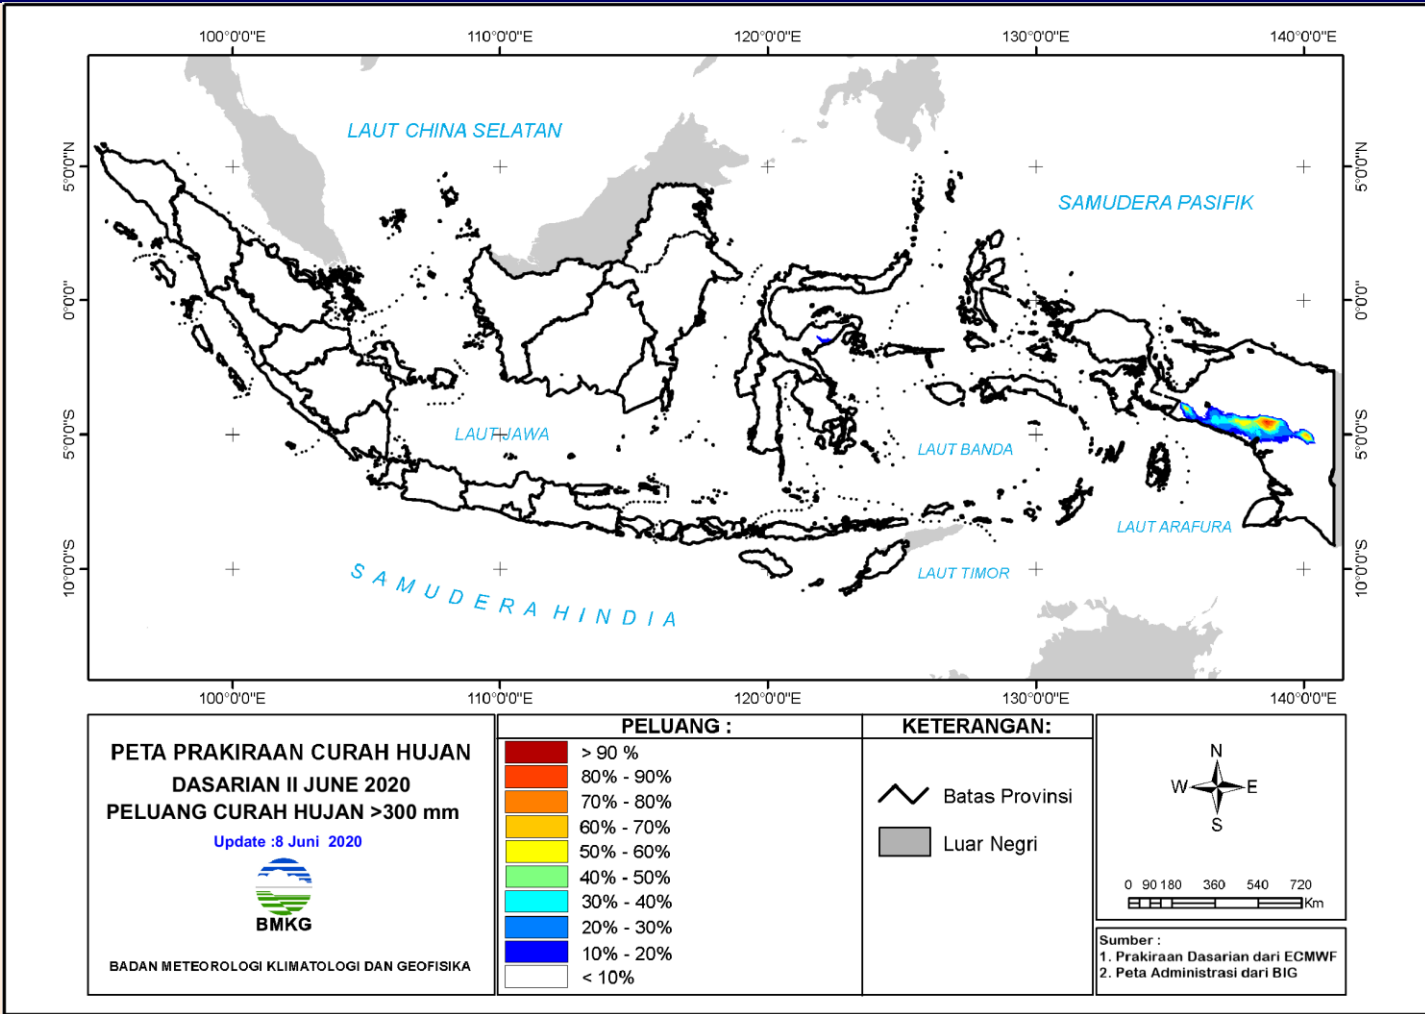 100°0'0"E 110°0'0"E 120°0'0"E 130°0'0"E 140°0'0"E
5°0'0"N
0°0'0"
5°0'0"S
10°0'0"S
LAUT CHINA SELATAN
SAMUDERA PASIFIK
LAUT JAWA
LAUT BANDA
LAUT ARAFURA
LAUT TIMOR
SAMUDERA HINDIA
5°0'0"N
0°0'0"
5°0'0"S
10°0'0"S
100°0'0"E 110°0'0"E 120°0'0"E 130°0'0"E 140°0'0"E
PETA PRAKIRAAN CURAH HUJAN
DASARIAN II JUNE 2020
PELUANG CURAH HUJAN >300 mm
Update :8 Juni 2020
BMKG
BADAN METEOROLOGI KLIMATOLOGI DAN GEOFISIKA
PELUANG :
> 90 %
80% - 90%
70% - 80%
60% - 70%
50% - 60%
40% - 50%
30% - 40%
20% - 30%
10% - 20%
< 10%
KETERANGAN:
Batas Provinsi
Luar Negri
N
W E
S
0 90 180 360 540 720
Km
Sumber :
1. Prakiraan Dasarian dari ECMWF
2. Peta Administrasi dari BIG